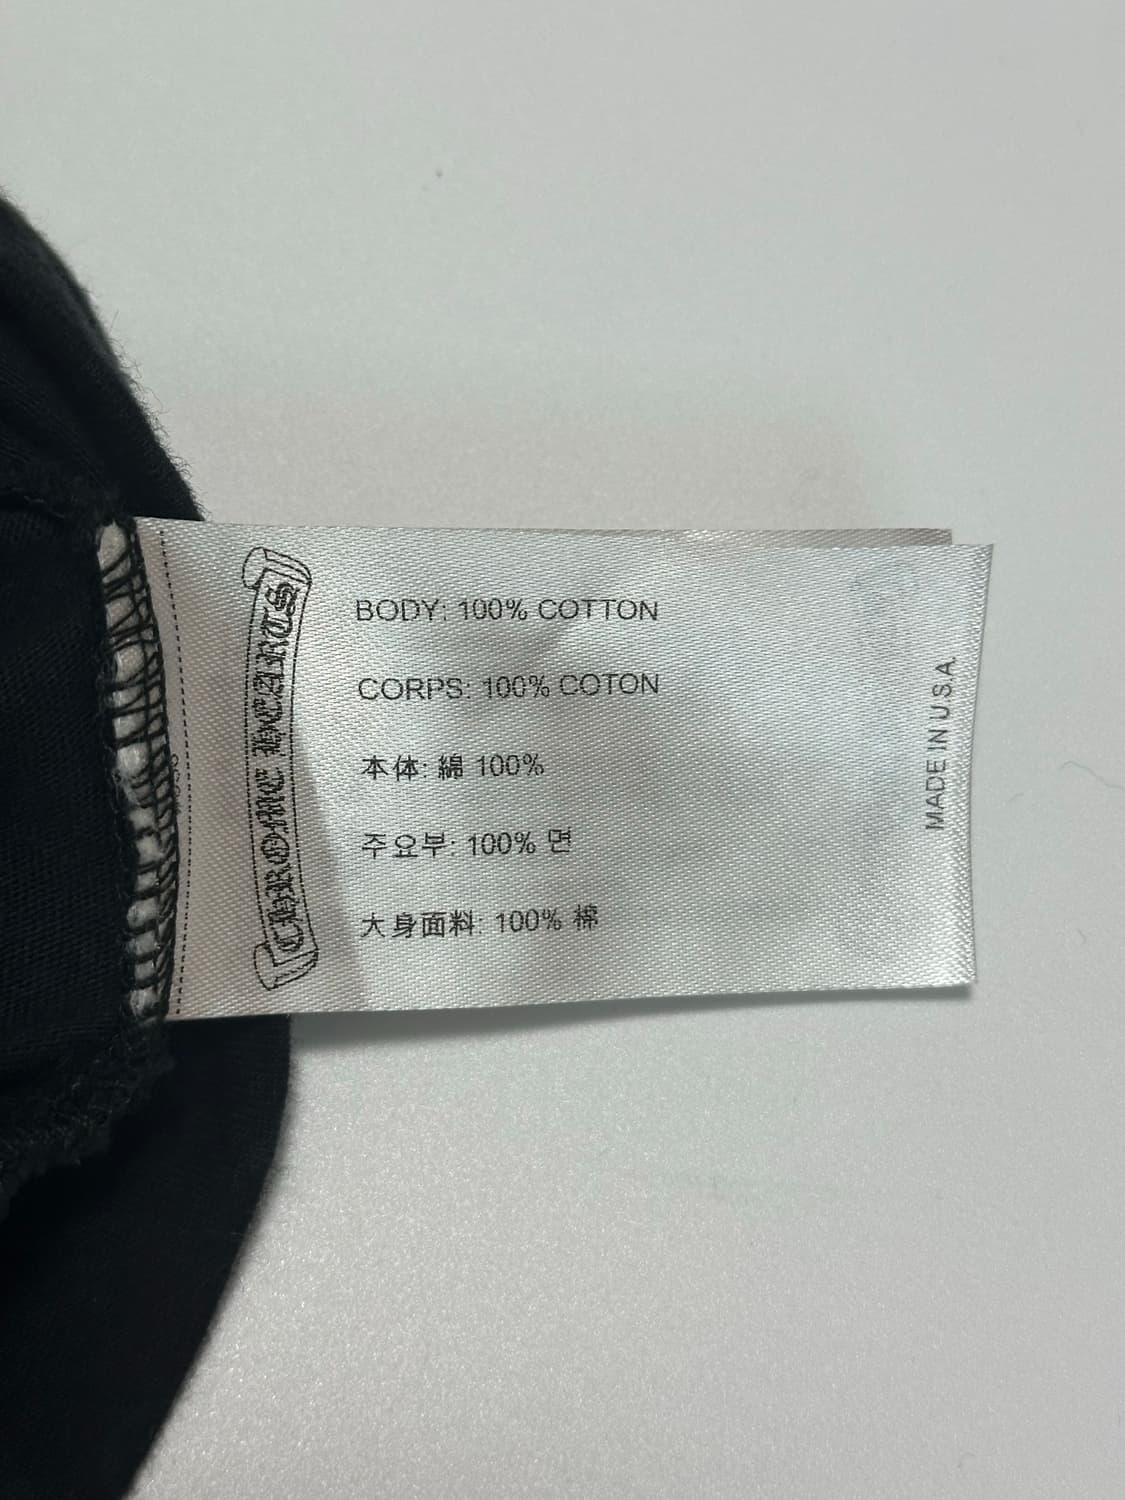 CHROME HEARTS
BODY: 100% COTTON
CORPS: 100% COTON
本体: 綿 100%
주요부: 100% 면
大身面料: 100% 棉
MADE IN U.S.A.